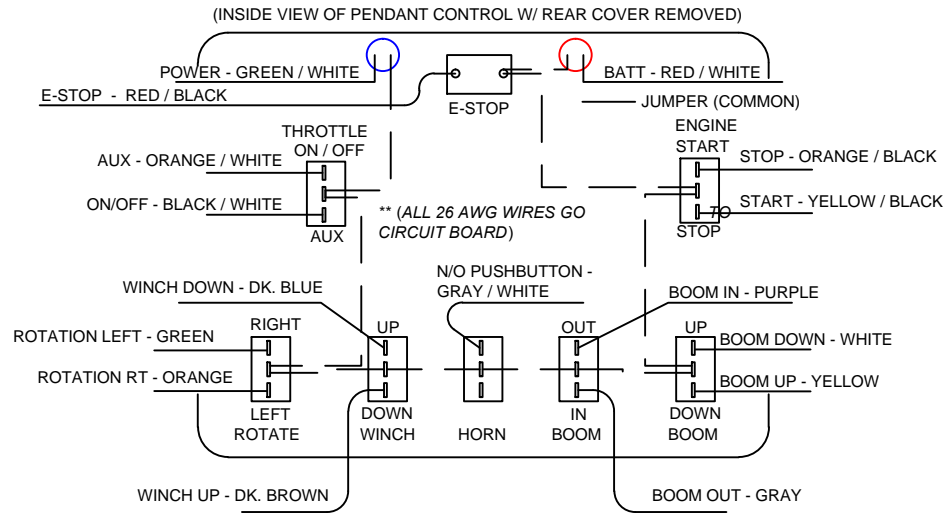 (INSIDE VIEW OF PENDANT CONTROL W/ REAR COVER REMOVED)
POWER - GREEN / WHITE
BATT - RED / WHITE
E-STOP - RED / BLACK
E-STOP
JUMPER (COMMON)
THROTTLE
ON / OFF
ENGINE
START
AUX - ORANGE / WHITE
STOP - ORANGE / BLACK
ON/OFF - BLACK / WHITE
** (ALL 26 AWG WIRES GO TO
CIRCUIT BOARD)
START - YELLOW / BLACK
AUX
STOP
N/O PUSHBUTTON -
GRAY / WHITE
WINCH DOWN - DK. BLUE
BOOM IN - PURPLE
ROTATION LEFT - GREEN
RIGHT
UP
OUT
UP
BOOM DOWN - WHITE
ROTATION RT - ORANGE
BOOM UP - YELLOW
LEFT
ROTATE
DOWN
WINCH
HORN
IN
BOOM
DOWN
BOOM
WINCH UP - DK. BROWN
BOOM OUT - GRAY